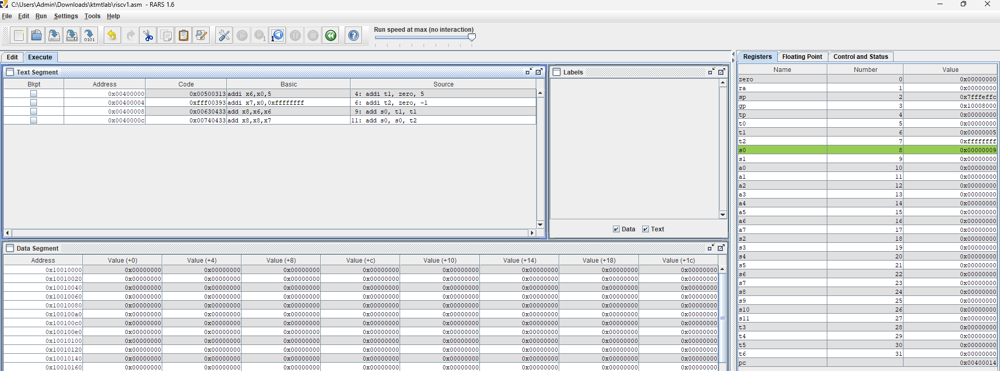 C:\Users\Admin\Downloads\ktmtlab\riscv1.asm - RARS 1.6
File Edit Run Settings Tools Help
Run speed at max (no interaction)
Edit Execute
Text Segment
Bkpt Address Code Basic Source
0x00400000 0x00500313 addi x6,x0,5 4: addi t1, zero, 5
0x00400004 0xfff00393 addi x7,x0,0xffffffff 6: addi t2, zero, -1
0x00400008 0x00630433 add x8,x6,x6 9: add s0, t1, t1
0x0040000c 0x00740433 add x8,x8,x7 11: add s0, s0, t2
Labels
Data Text
Data Segment
Address Value (+0) Value (+4) Value (+8) Value (+c) Value (+10) Value (+14) Value (+18) Value (+1c)
0x10010000 0x00000000 0x00000000 0x00000000 0x00000000 0x00000000 0x00000000 0x00000000 0x00000000
0x10010020 0x00000000 0x00000000 0x00000000 0x00000000 0x00000000 0x00000000 0x00000000 0x00000000
0x10010040 0x00000000 0x00000000 0x00000000 0x00000000 0x00000000 0x00000000 0x00000000 0x00000000
0x10010060 0x00000000 0x00000000 0x00000000 0x00000000 0x00000000 0x00000000 0x00000000 0x00000000
0x10010080 0x00000000 0x00000000 0x00000000 0x00000000 0x00000000 0x00000000 0x00000000 0x00000000
0x100100a0 0x00000000 0x00000000 0x00000000 0x00000000 0x00000000 0x00000000 0x00000000 0x00000000
0x100100c0 0x00000000 0x00000000 0x00000000 0x00000000 0x00000000 0x00000000 0x00000000 0x00000000
0x100100e0 0x00000000 0x00000000 0x00000000 0x00000000 0x00000000 0x00000000 0x00000000 0x00000000
0x10010100 0x00000000 0x00000000 0x00000000 0x00000000 0x00000000 0x00000000 0x00000000 0x00000000
0x10010120 0x00000000 0x00000000 0x00000000 0x00000000 0x00000000 0x00000000 0x00000000 0x00000000
0x10010140 0x00000000 0x00000000 0x00000000 0x00000000 0x00000000 0x00000000 0x00000000 0x00000000
0x10010160 0x00000000 0x00000000 0x00000000 0x00000000 0x00000000 0x00000000 0x00000000 0x00000000
Registers Floating Point Control and Status
Name Number Value
zero 0 0x00000000
ra 1 0x00000000
sp 2 0x7fffeffc
gp 3 0x10008000
tp 4 0x00000000
t0 5 0x00000000
t1 6 0x00000005
t2 7 0xffffffff
s0 8 0x00000009
s1 9 0x00000000
a0 10 0x00000000
a1 11 0x00000000
a2 12 0x00000000
a3 13 0x00000000
a4 14 0x00000000
a5 15 0x00000000
a6 16 0x00000000
a7 17 0x00000000
s2 18 0x00000000
s3 19 0x00000000
s4 20 0x00000000
s5 21 0x00000000
s6 22 0x00000000
s7 23 0x00000000
s8 24 0x00000000
s9 25 0x00000000
s10 26 0x00000000
s11 27 0x00000000
t3 28 0x00000000
t4 29 0x00000000
t5 30 0x00000000
t6 31 0x00000000
pc 0x00400014